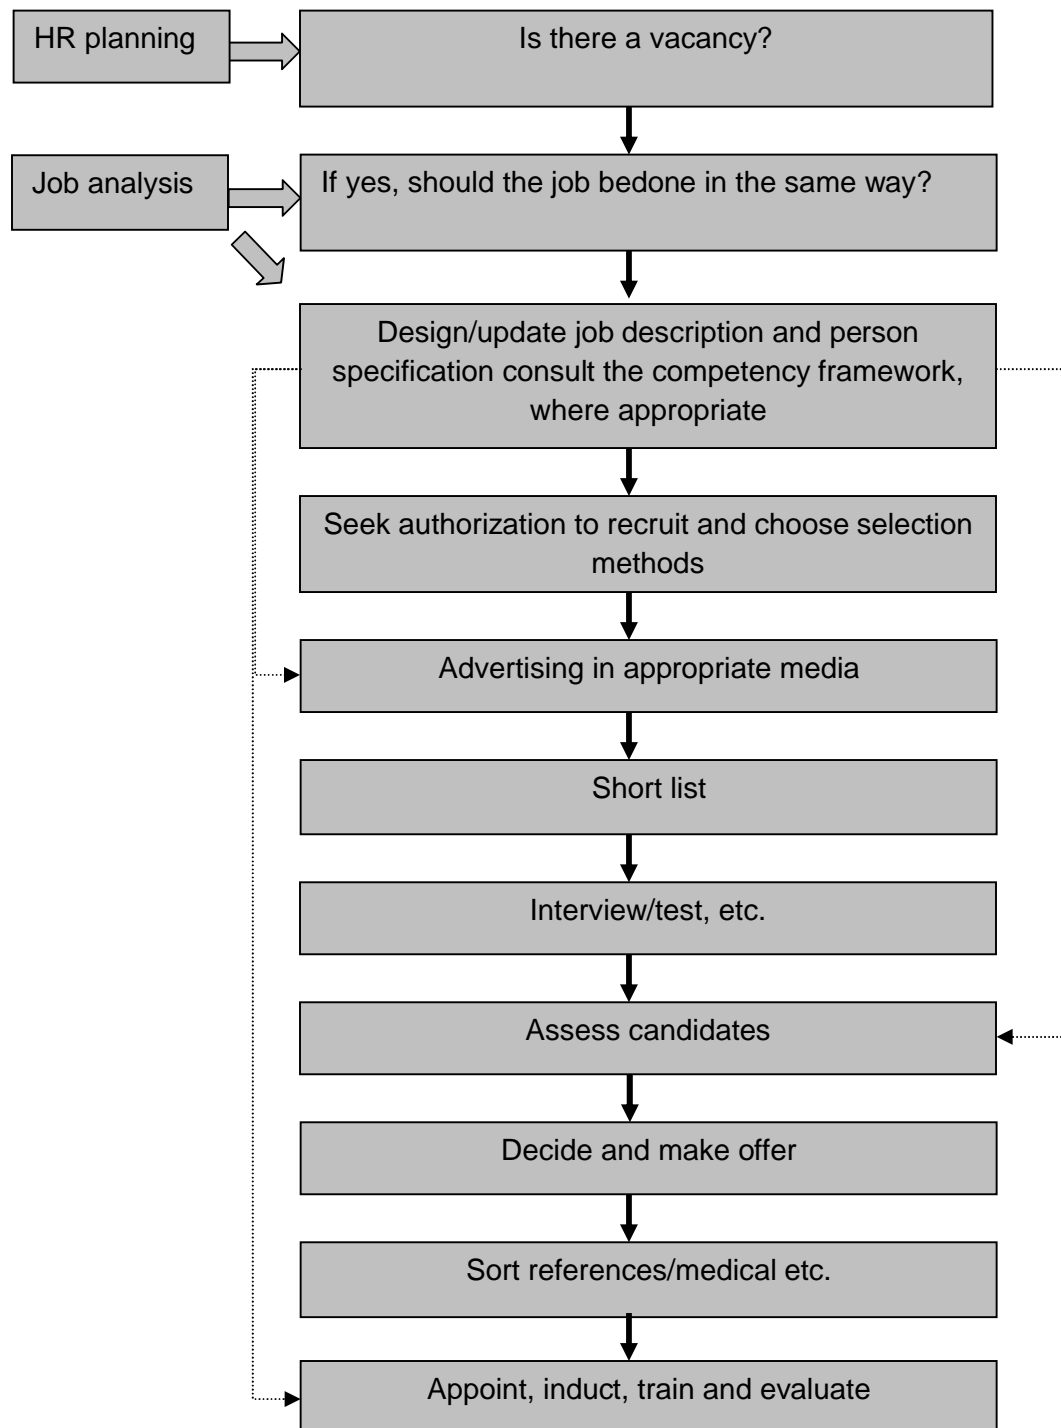 HR planning
Is there a vacancy?
Job analysis
If yes, should the job bedone in the same way?
Design/update job description and person
specification consult the competency framework,
where appropriate
Seek authorization to recruit and choose selection
methods
Advertising in appropriate media
Short list
Interview/test, etc.
Assess candidates
Decide and make offer
Sort references/medical etc.
Appoint, induct, train and evaluate